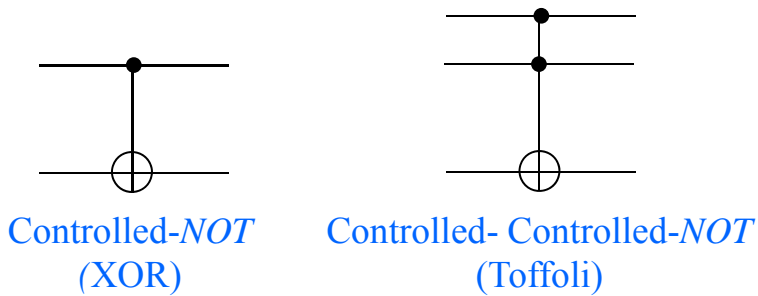 Controlled-NOT
(XOR)
Controlled- Controlled-NOT
(Toffoli)